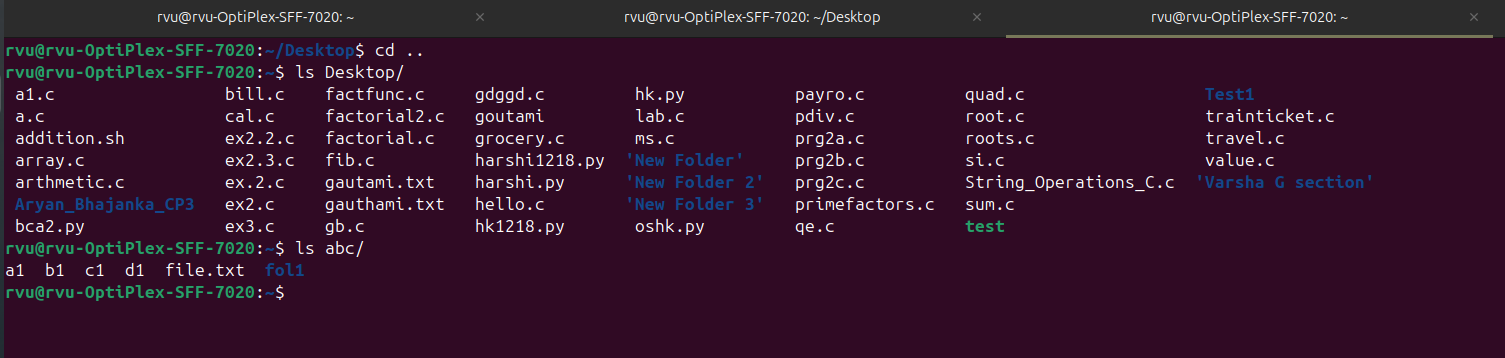 rvu@rvu-OptiPlex-SFF-7020: ~ × rvu@rvu-OptiPlex-SFF-7020: ~/Desktop × rvu@rvu-OptiPlex-SFF-7020: ~ ×
rvu@rvu-OptiPlex-SFF-7020:~/Desktop$ cd ..
rvu@rvu-OptiPlex-SFF-7020:~$ ls Desktop/
a1.c bill.c factfunc.c gdggd.c hk.py payro.c quad.c Test1
a.c cal.c factorial2.c goutami lab.c pdiv.c root.c trainticket.c
addition.sh ex2.2.c factorial.c grocery.c ms.c prg2a.c roots.c travel.c
array.c ex2.3.c fib.c harshi1218.py 'New Folder' prg2b.c si.c value.c
arthmetic.c ex.2.c gautami.txt harshi.py 'New Folder 2' prg2c.c String_Operations_C.c 'Varsha G section'
Aryan_Bhajanka_CP3 ex2.c gauthami.txt hello.c 'New Folder 3' primefactors.c sum.c
bca2.py ex3.c gb.c hk1218.py oshk.py qe.c test
rvu@rvu-OptiPlex-SFF-7020:~$ ls abc/
a1 b1 c1 d1 file.txt fol1
rvu@rvu-OptiPlex-SFF-7020:~$